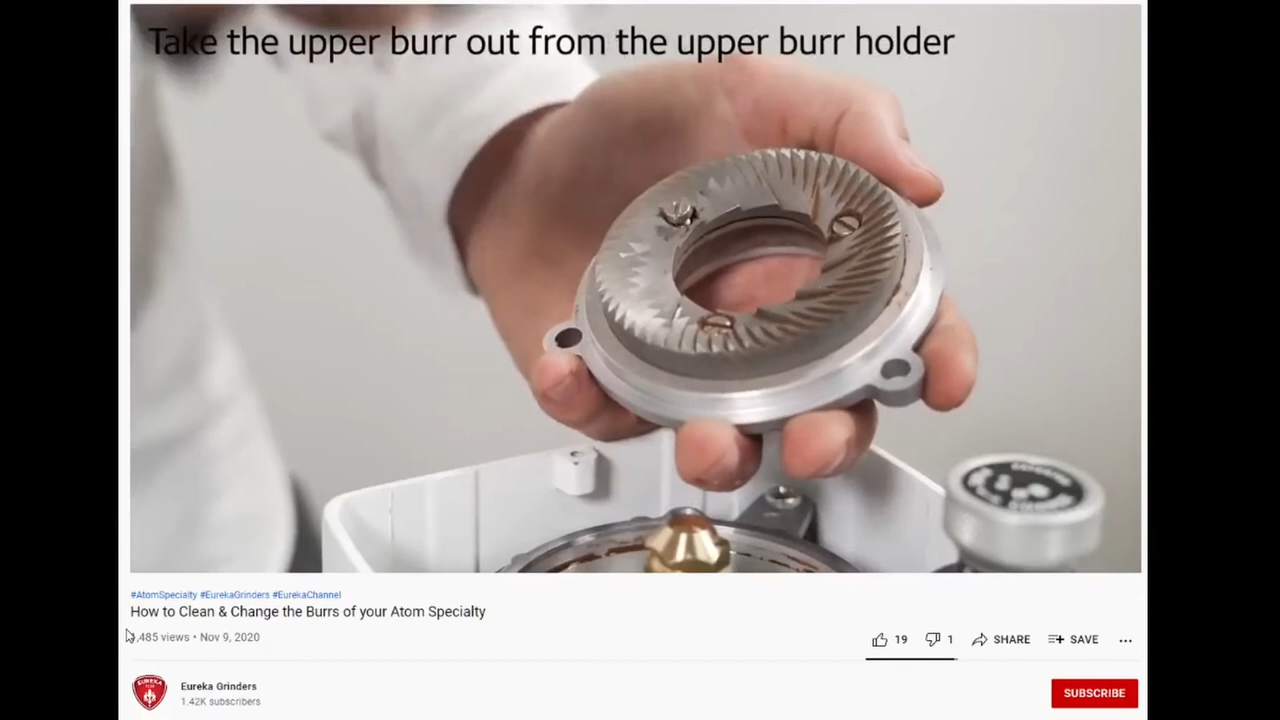 Take the upper burr out from the upper burr holder
#AtomSpecialty #EurekaGrinders #EurekaChannel
How to Clean & Change the Burrs of your Atom Specialty
,485 views • Nov 9, 2020
19 1 SHARE SAVE
EUREKA
Eureka Grinders
1.42K subscribers
SUBSCRIBE